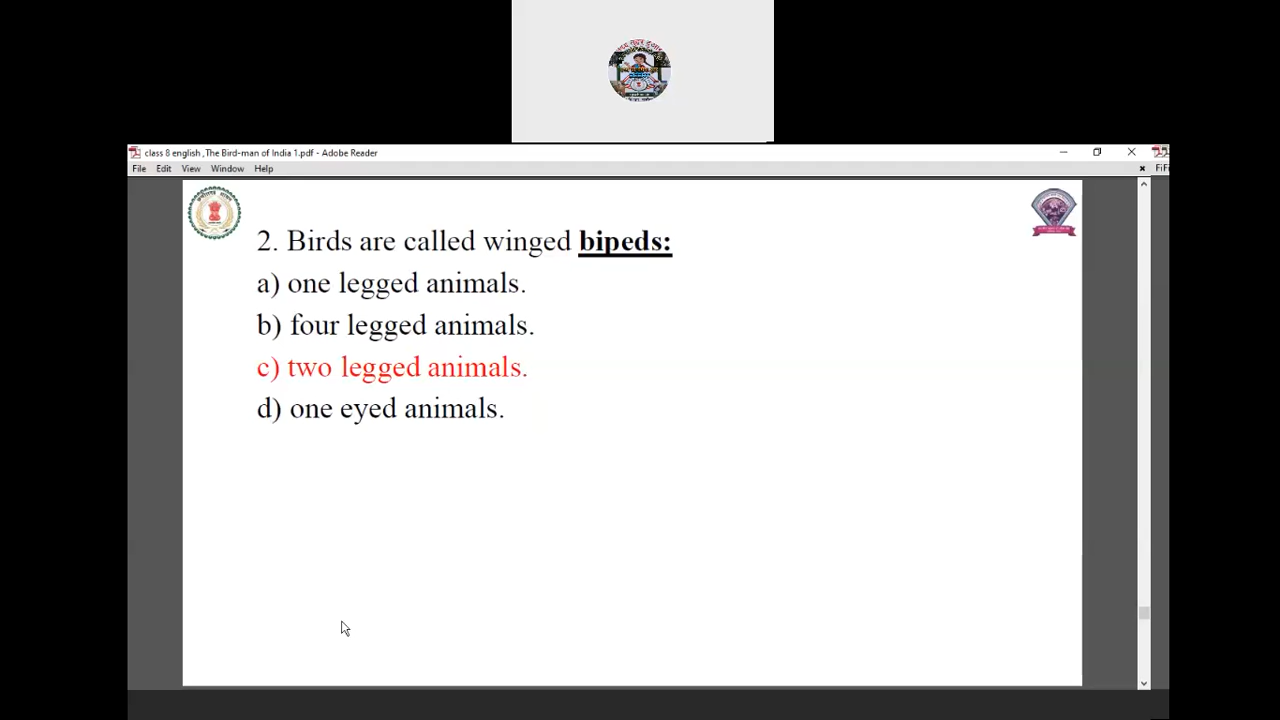 class 8 english ,The Bird-man of India 1.pdf - Adobe Reader
File Edit View Window Help
FiFi
2. Birds are called winged bipeds:
a) one legged animals.
b) four legged animals.
c) two legged animals.
d) one eyed animals.